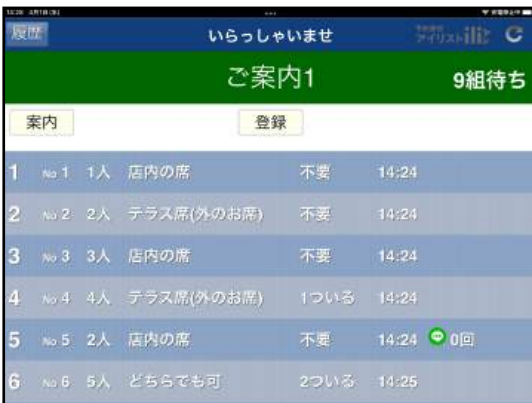 履歴 いらっしゃいませ アイリスト
ご案内1 9組待ち
案内 登録
1 No 1 1人 店内の席 不要 14:24
2 No 2 2人 テラス席(外のお席) 不要 14:24
3 No 3 3人 店内の席 不要 14:24
4 No 4 4人 テラス席(外のお席) 1ついる 14:24
5 No 5 2人 店内の席 不要 14:24 0回
6 No 6 5人 どちらでも可 2ついる 14:25